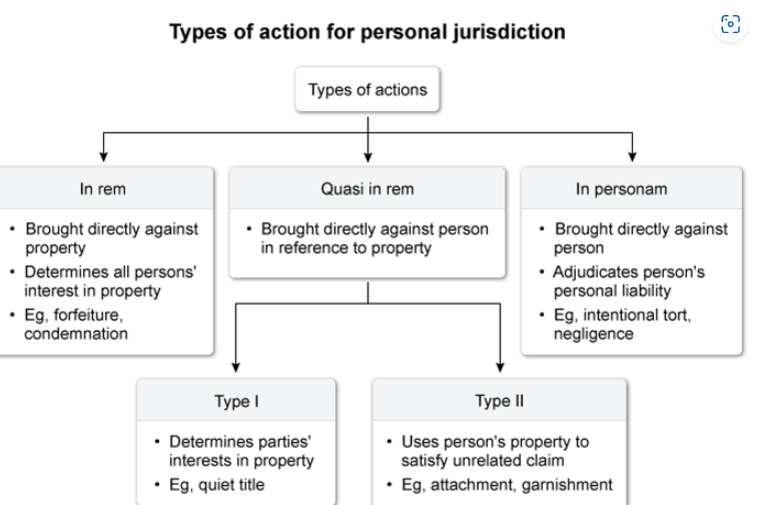 Types of action for personal jurisdiction
Types of actions
In rem
• Brought directly against
property
• Determines all persons'
interest in property
• Eg, forfeiture,
condemnation
Quasi in rem
• Brought directly against person
in reference to property
In personam
• Brought directly against
person
• Adjudicates person's
personal liability
• Eg, intentional tort,
negligence
Type I
• Determines parties'
interests in property
• Eg, quiet title
Type II
• Uses person's property to
satisfy unrelated claim
• Eg, attachment, garnishment